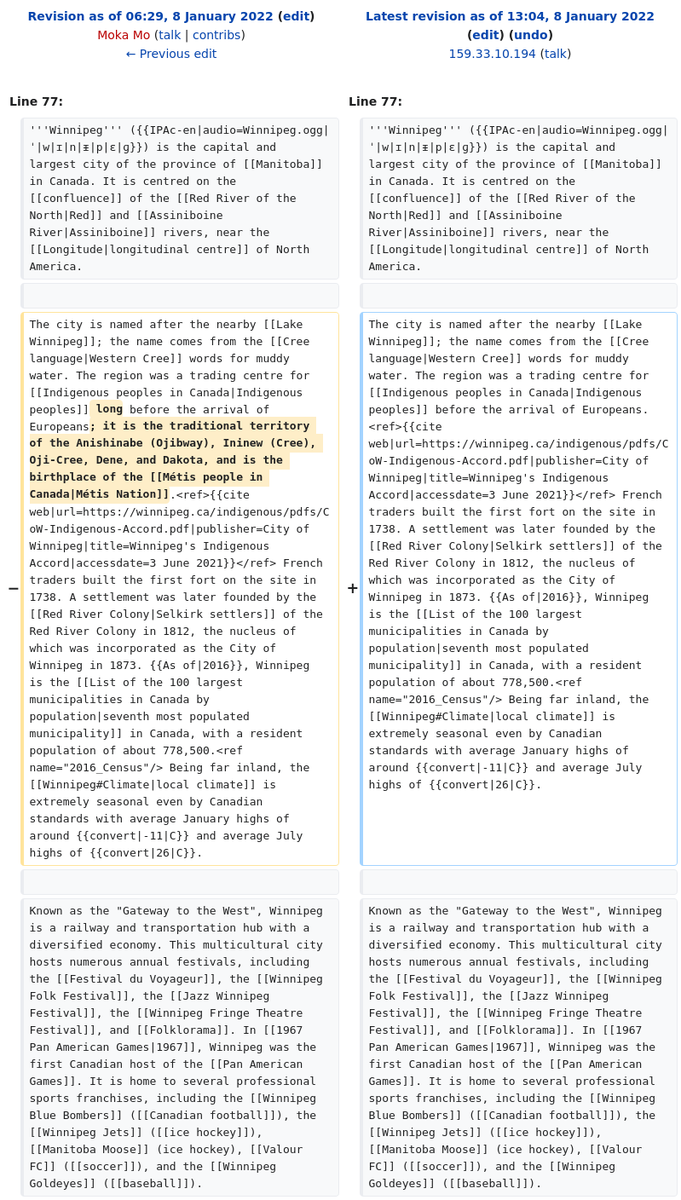 Revision as of 06:29, 8 January 2022 (edit)
Moka Mo (talk | contribs)
← Previous edit
Latest revision as of 13:04, 8 January 2022
(edit) (undo)
159.33.10.194 (talk)
Line 77:
'''Winnipeg''' ({{IPAc-en|audio=Winnipeg.ogg|
ˈ|w|ɪ|n|ᵻ|p|ɛ|ɡ}}) is the capital and
largest city of the province of [[Manitoba]]
in Canada. It is centred on the
[[confluence]] of the [[Red River of the
North|Red]] and [[Assiniboine
River|Assiniboine]] rivers, near the
[[Longitude|longitudinal centre]] of North
America.
The city is named after the nearby [[Lake
Winnipeg]]; the name comes from the [[Cree
language|Western Cree]] words for muddy
water. The region was a trading centre for
[[Indigenous peoples in Canada|Indigenous
peoples]] long before the arrival of
Europeans; it is the traditional territory
of the Anishinabe (Ojibway), Ininew (Cree),
Oji-Cree, Dene, and Dakota, and is the
birthplace of the [[Métis people in
Canada|Métis Nation]].<ref>{{cite
web|url=https://winnipeg.ca/indigenous/pdfs/C
oW-Indigenous-Accord.pdf|publisher=City of
Winnipeg|title=Winnipeg's Indigenous
Accord|accessdate=3 June 2021}}</ref> French
traders built the first fort on the site in
− 1738. A settlement was later founded by the
[[Red River Colony|Selkirk settlers]] of the
Red River Colony in 1812, the nucleus of
which was incorporated as the City of
Winnipeg in 1873. {{As of|2016}}, Winnipeg
is the [[List of the 100 largest
municipalities in Canada by
population|seventh most populated
municipality]] in Canada, with a resident
population of about 778,500.<ref
name="2016_Census"/> Being far inland, the
[[Winnipeg#Climate|local climate]] is
extremely seasonal even by Canadian
standards with average January highs of
around {{convert|-11|C}} and average July
highs of {{convert|26|C}}.
Known as the "Gateway to the West", Winnipeg
is a railway and transportation hub with a
diversified economy. This multicultural city
hosts numerous annual festivals, including
the [[Festival du Voyageur]], the [[Winnipeg
Folk Festival]], the [[Jazz Winnipeg
Festival]], the [[Winnipeg Fringe Theatre
Festival]], and [[Folklorama]]. In [[1967
Pan American Games|1967]], Winnipeg was the
first Canadian host of the [[Pan American
Games]]. It is home to several professional
sports franchises, including the [[Winnipeg
Blue Bombers]] ([[Canadian football]]), the
[[Winnipeg Jets]] ([[ice hockey]]),
[[Manitoba Moose]] (ice hockey), [[Valour
FC]] ([[soccer]]), and the [[Winnipeg
Goldeyes]] ([[baseball]]).
Line 77:
'''Winnipeg''' ({{IPAc-en|audio=Winnipeg.ogg|
ˈ|w|ɪ|n|ᵻ|p|ɛ|ɡ}}) is the capital and
largest city of the province of [[Manitoba]]
in Canada. It is centred on the
[[confluence]] of the [[Red River of the
North|Red]] and [[Assiniboine
River|Assiniboine]] rivers, near the
[[Longitude|longitudinal centre]] of North
America.
The city is named after the nearby [[Lake
Winnipeg]]; the name comes from the [[Cree
language|Western Cree]] words for muddy
water. The region was a trading centre for
[[Indigenous peoples in Canada|Indigenous
peoples]] before the arrival of Europeans.
<ref>{{cite
web|url=https://winnipeg.ca/indigenous/pdfs/C
oW-Indigenous-Accord.pdf|publisher=City of
Winnipeg|title=Winnipeg's Indigenous
Accord|accessdate=3 June 2021}}</ref> French
traders built the first fort on the site in
1738. A settlement was later founded by the
[[Red River Colony|Selkirk settlers]] of the
Red River Colony in 1812, the nucleus of
+ which was incorporated as the City of
Winnipeg in 1873. {{As of|2016}}, Winnipeg
is the [[List of the 100 largest
municipalities in Canada by
population|seventh most populated
municipality]] in Canada, with a resident
population of about 778,500.<ref
name="2016_Census"/> Being far inland, the
[[Winnipeg#Climate|local climate]] is
extremely seasonal even by Canadian
standards with average January highs of
around {{convert|-11|C}} and average July
highs of {{convert|26|C}}.
Known as the "Gateway to the West", Winnipeg
is a railway and transportation hub with a
diversified economy. This multicultural city
hosts numerous annual festivals, including
the [[Festival du Voyageur]], the [[Winnipeg
Folk Festival]], the [[Jazz Winnipeg
Festival]], the [[Winnipeg Fringe Theatre
Festival]], and [[Folklorama]]. In [[1967
Pan American Games|1967]], Winnipeg was the
first Canadian host of the [[Pan American
Games]]. It is home to several professional
sports franchises, including the [[Winnipeg
Blue Bombers]] ([[Canadian football]]), the
[[Winnipeg Jets]] ([[ice hockey]]),
[[Manitoba Moose]] (ice hockey), [[Valour
FC]] ([[soccer]]), and the [[Winnipeg
Goldeyes]] ([[baseball]]).